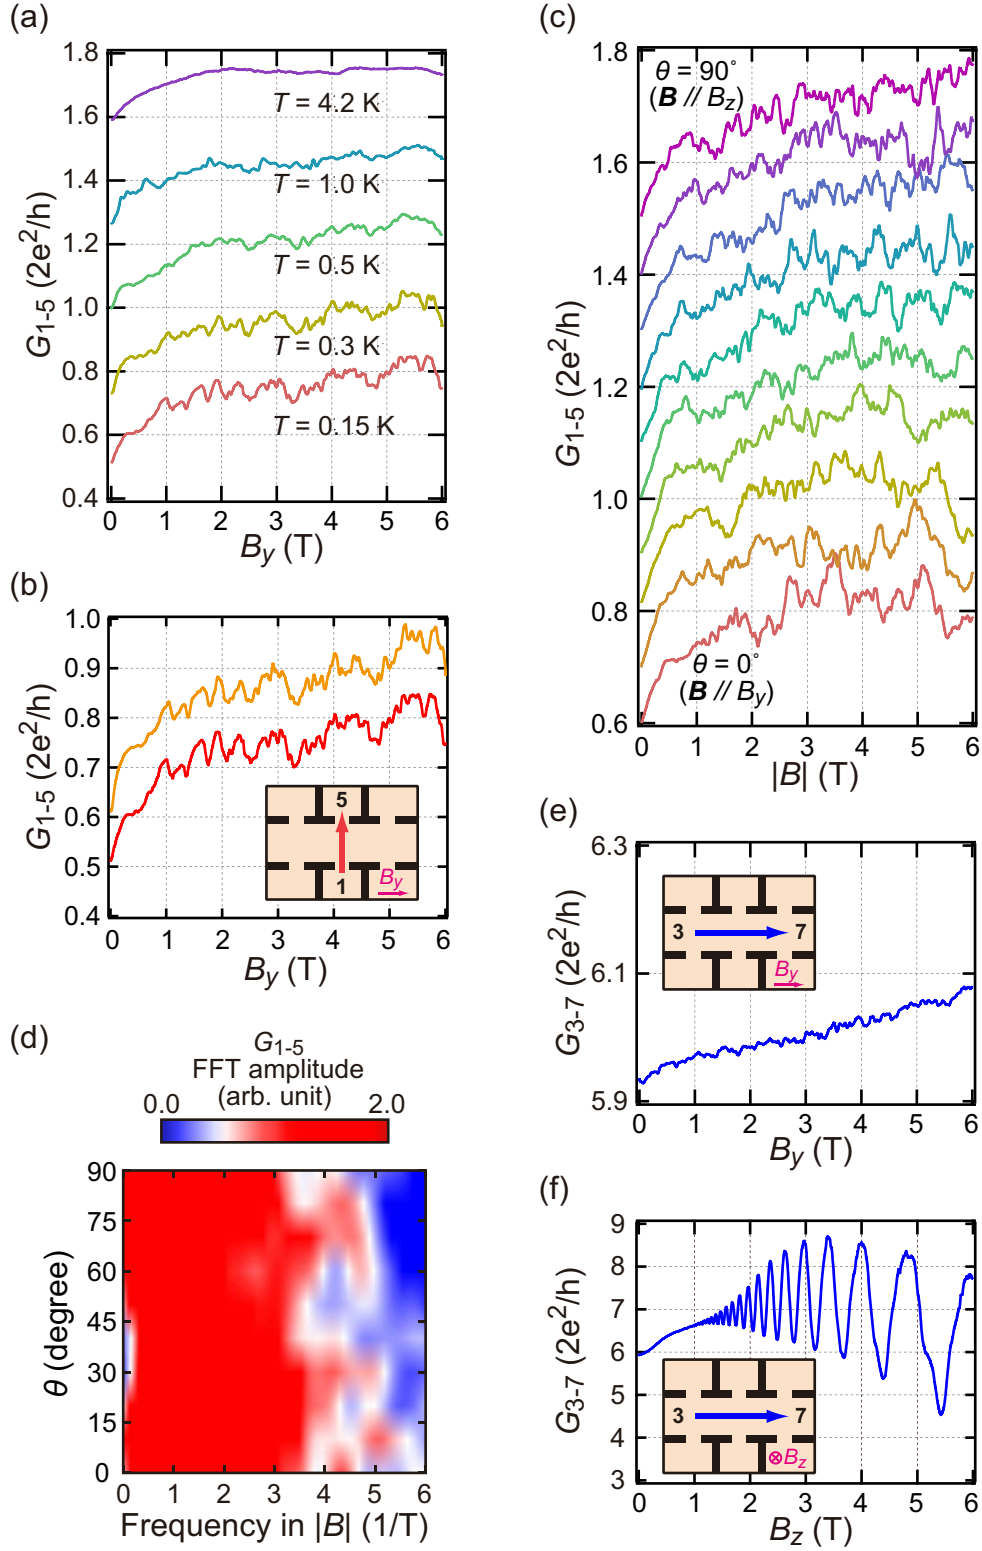 (a)
1.8
1.6
1.4
1.2
1.0
0.8
0.6
0.4
G1-5 (2e²/h)
T = 4.2 K
T = 1.0 K
T = 0.5 K
T = 0.3 K
T = 0.15 K
0 1 2 3 4 5 6
By (T)
(b)
1.0
0.9
0.8
0.7
0.6
0.5
0.4
G1-5 (2e²/h)
5
1
By
0 1 2 3 4 5 6
By (T)
(c)
1.8
1.6
1.4
1.2
1.0
0.8
0.6
G1-5 (2e²/h)
θ = 90°
(B // Bz)
θ = 0°
(B // By)
0 1 2 3 4 5 6
|B| (T)
(d)
G1-5
FFT amplitude
(arb. unit)
0.0 2.0
90
75
60
45
30
15
0
θ (degree)
0 1 2 3 4 5 6
Frequency in |B| (1/T)
(e)
6.3
6.1
5.9
G3-7 (2e²/h)
3 7
By
0 1 2 3 4 5 6
By (T)
(f)
9
8
7
6
5
4
3
G3-7 (2e²/h)
3 7
⊗Bz
0 1 2 3 4 5 6
Bz (T)